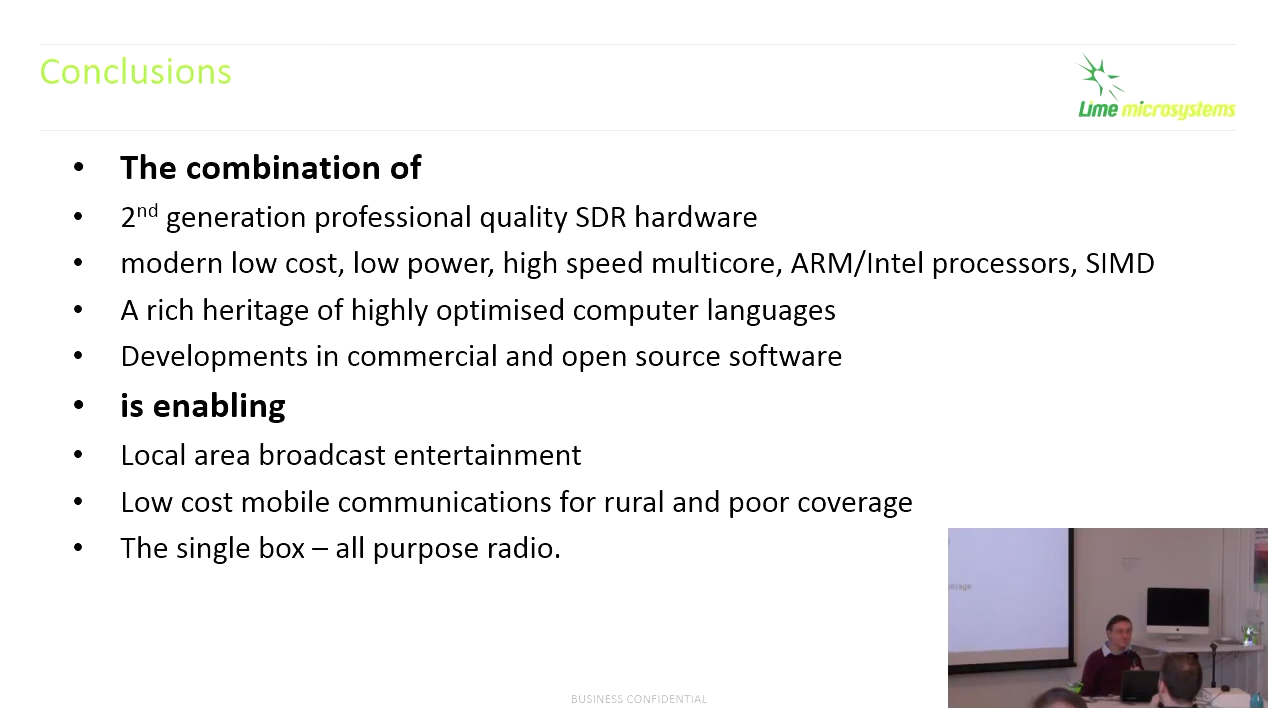 Conclusions
Lime microsystems
• The combination of
• 2nd generation professional quality SDR hardware
• modern low cost, low power, high speed multicore, ARM/Intel processors, SIMD
• A rich heritage of highly optimised computer languages
• Developments in commercial and open source software
• is enabling
• Local area broadcast entertainment
• Low cost mobile communications for rural and poor coverage
• The single box – all purpose radio.
BUSINESS CONFIDENTIAL